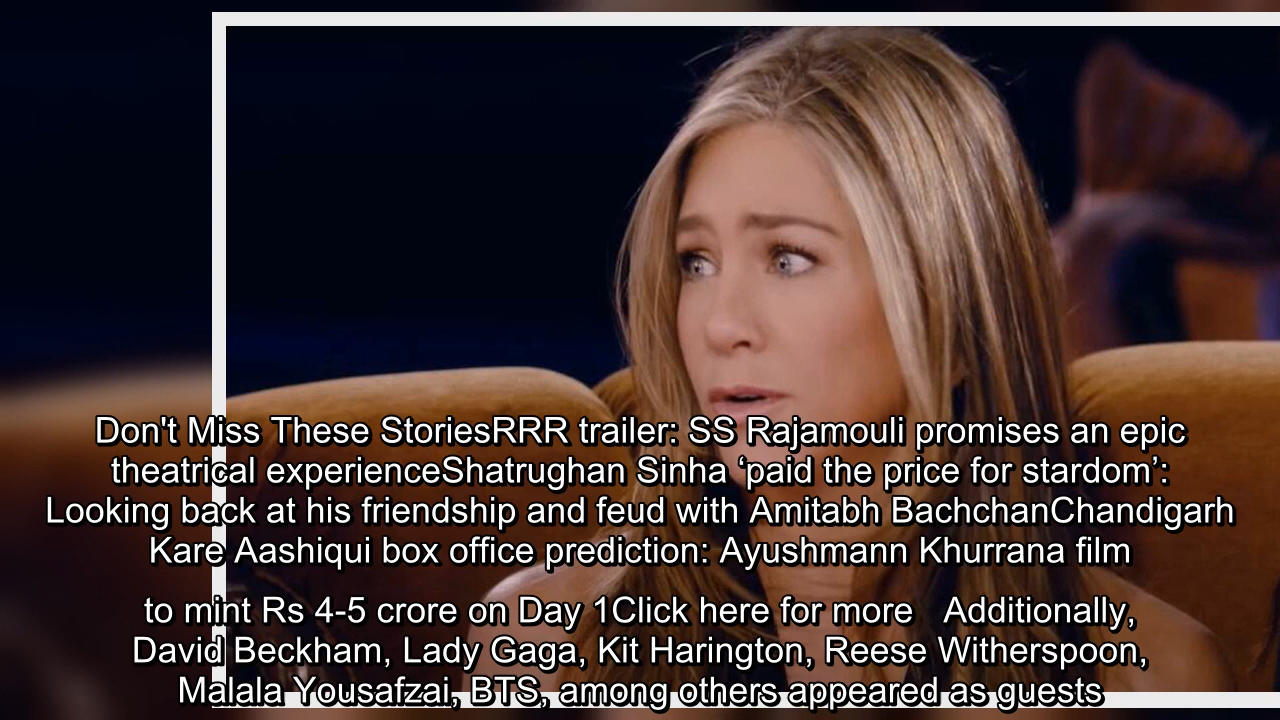 Don't Miss These StoriesRRR trailer: SS Rajamouli promises an epic
theatrical experienceShatrughan Sinha ‘paid the price for stardom’:
Looking back at his friendship and feud with Amitabh BachchanChandigarh
Kare Aashiqui box office prediction: Ayushmann Khurrana film
to mint Rs 4-5 crore on Day 1Click here for more Additionally,
David Beckham, Lady Gaga, Kit Harington, Reese Witherspoon,
Malala Yousafzai, BTS, among others appeared as guests